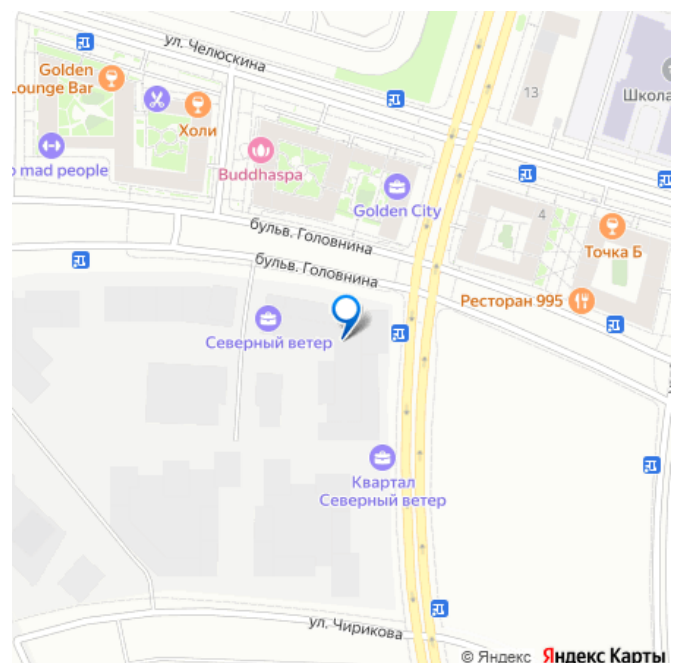 ул. Челюскина
Golden
Lounge Bar
13
Школа
Холи
mad people
Buddhaspa
Golden City
4
бульв. Головнина
Точка Б
бульв. Головнина
Ресторан 995
Северный ветер
Квартал
Северный ветер
ул. Чирикова
© Яндекс Яндекс Карты